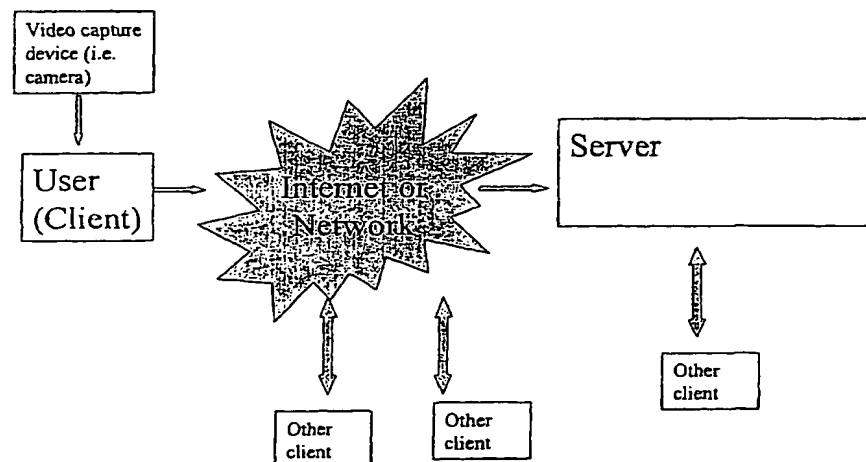 Video capture
device (i.e.
camera)
User
(Client)
Internet or
Network
Server
Other
client
Other
client
Other
client